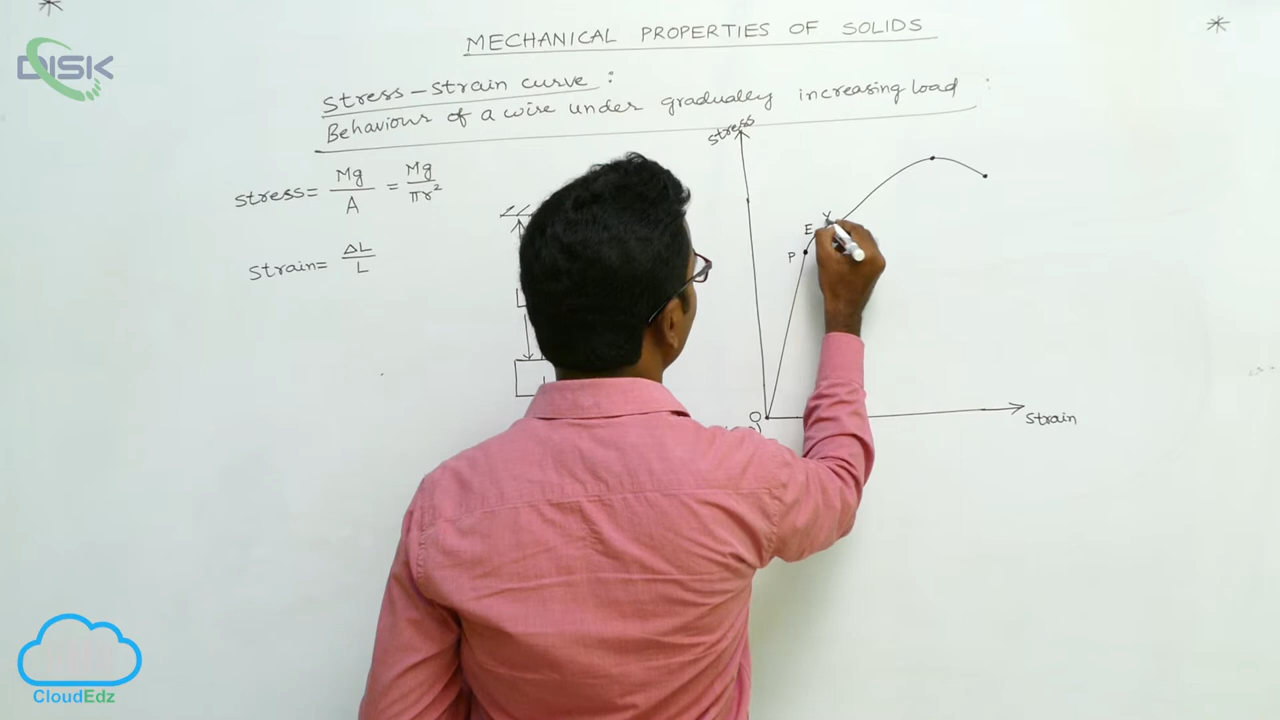 MECHANICAL PROPERTIES OF SOLIDS
DISK
Stress-strain curve :
Behaviour of a wire under gradually increasing load :
stress
stress = Mg/A = Mg/πr²
strain = ΔL/L
Y
E
P
L
O
strain
CloudEdz